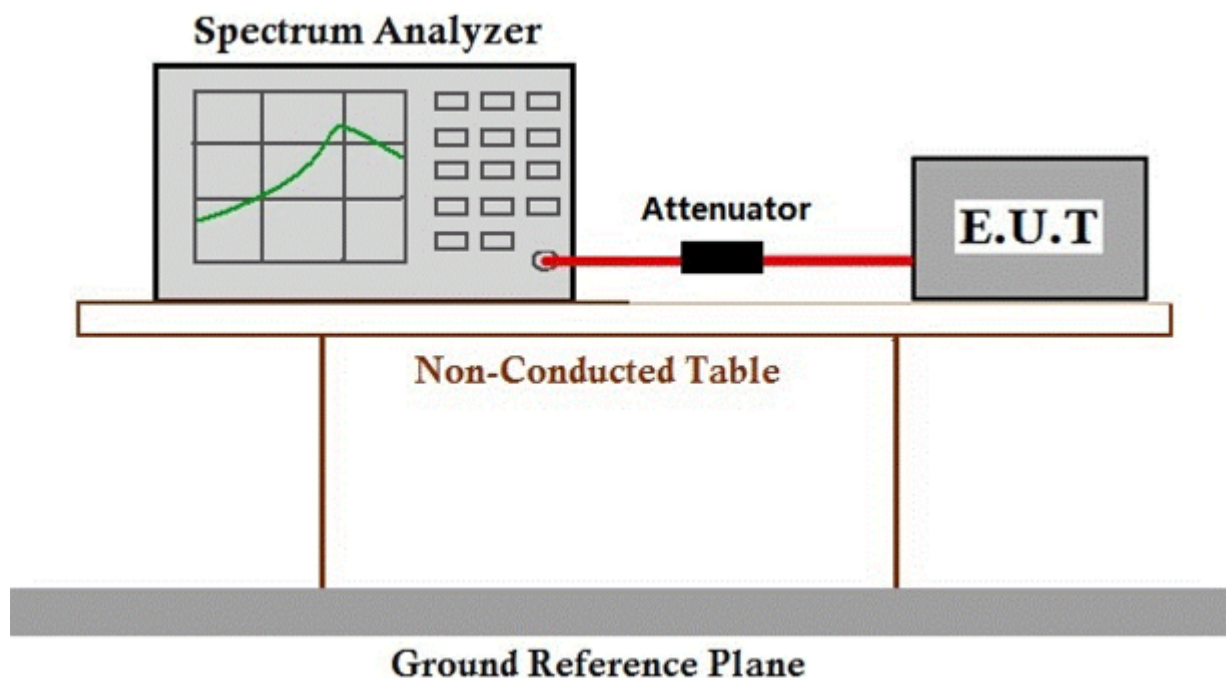 Spectrum Analyzer
Attenuator
E.U.T
Non-Conducted Table
Ground Reference Plane